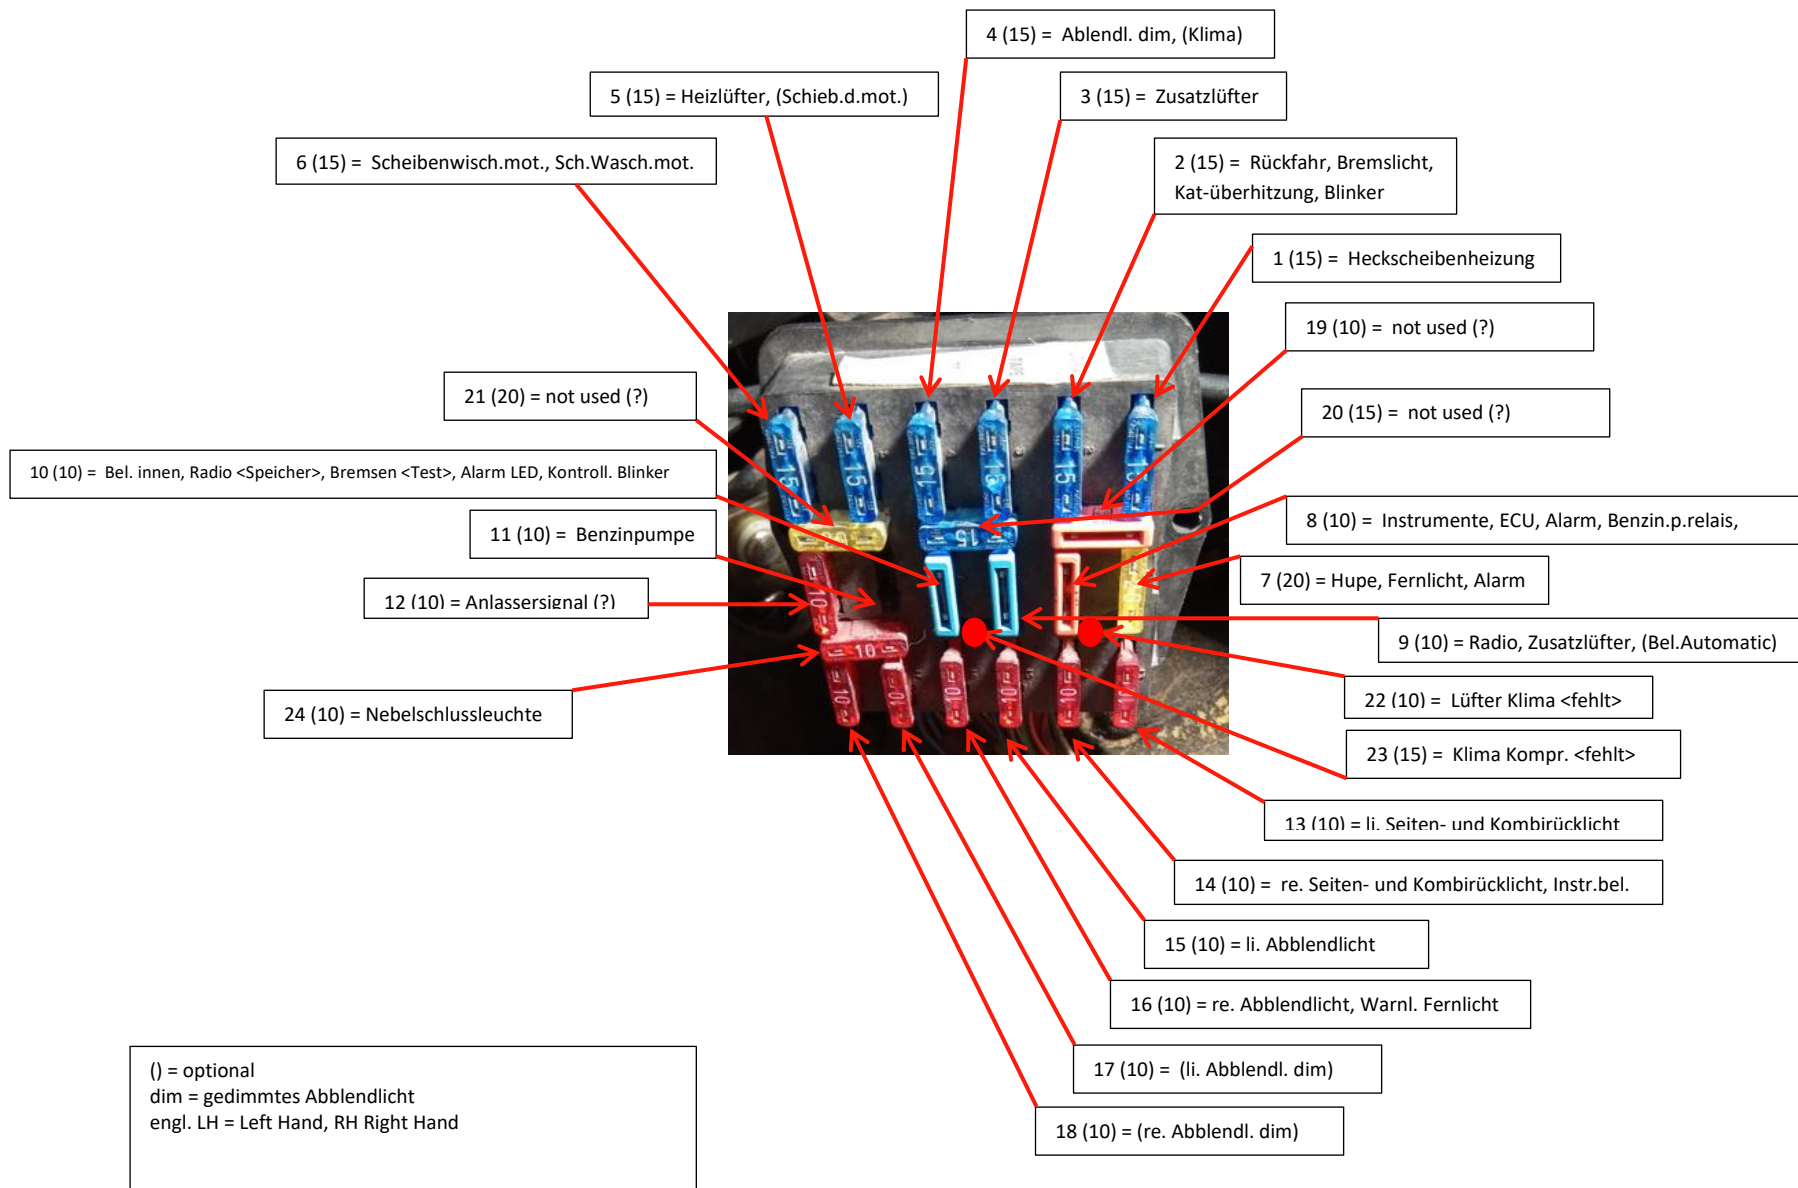 4 (15) = Ablendl. dim, (Klima)
5 (15) = Heizlüfter, (Schieb.d.mot.)
3 (15) = Zusatzlüfter
6 (15) = Scheibenwisch.mot., Sch.Wasch.mot.
2 (15) = Rückfahr, Bremslicht,
Kat-überhitzung, Blinker
1 (15) = Heckscheibenheizung
19 (10) = not used (?)
21 (20) = not used (?)
20 (15) = not used (?)
10 (10) = Bel. innen, Radio <Speicher>, Bremsen <Test>, Alarm LED, Kontroll. Blinker
8 (10) = Instrumente, ECU, Alarm, Benzin.p.relais,
11 (10) = Benzinpumpe
7 (20) = Hupe, Fernlicht, Alarm
12 (10) = Anlassersignal (?)
9 (10) = Radio, Zusatzlüfter, (Bel.Automatic)
24 (10) = Nebelschlussleuchte
22 (10) = Lüfter Klima <fehlt>
23 (15) = Klima Kompr. <fehlt>
13 (10) = li. Seiten- und Kombirücklicht
14 (10) = re. Seiten- und Kombirücklicht, Instr.bel.
15 (10) = li. Abblendlicht
16 (10) = re. Abblendlicht, Warnl. Fernlicht
17 (10) = (li. Abblendl. dim)
18 (10) = (re. Abblendl. dim)
() = optional
dim = gedimmtes Abblendlicht
engl. LH = Left Hand, RH Right Hand
15
15
15
15
15
15
15
10
10
10
10
10
10
10